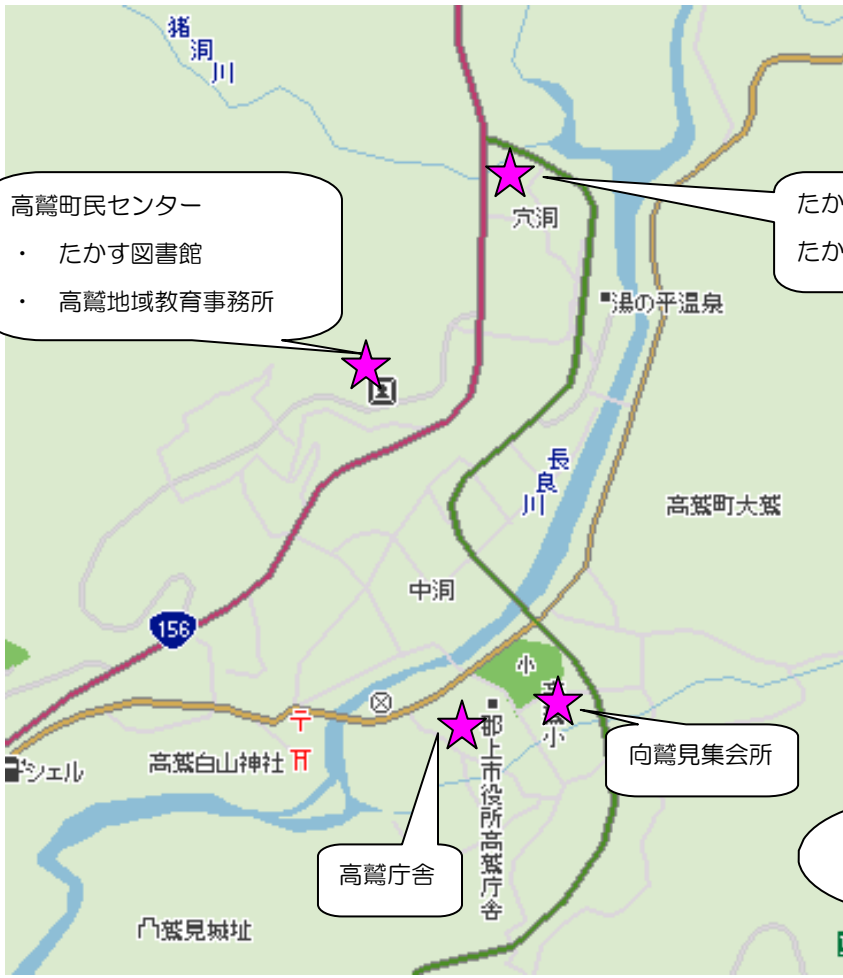 猪洞川
高鷲町民センター
・ たかす図書館
・ 高鷲地域教育事務所
たか
たか
穴洞
湯の平温泉
長良川
高鷲町大鷲
中洞
156
小
高鷲小
〒
郡上市役所高鷲庁舎
向鷲見集会所
高鷲白山神社
シェル
高鷲庁舎
鷲見城址